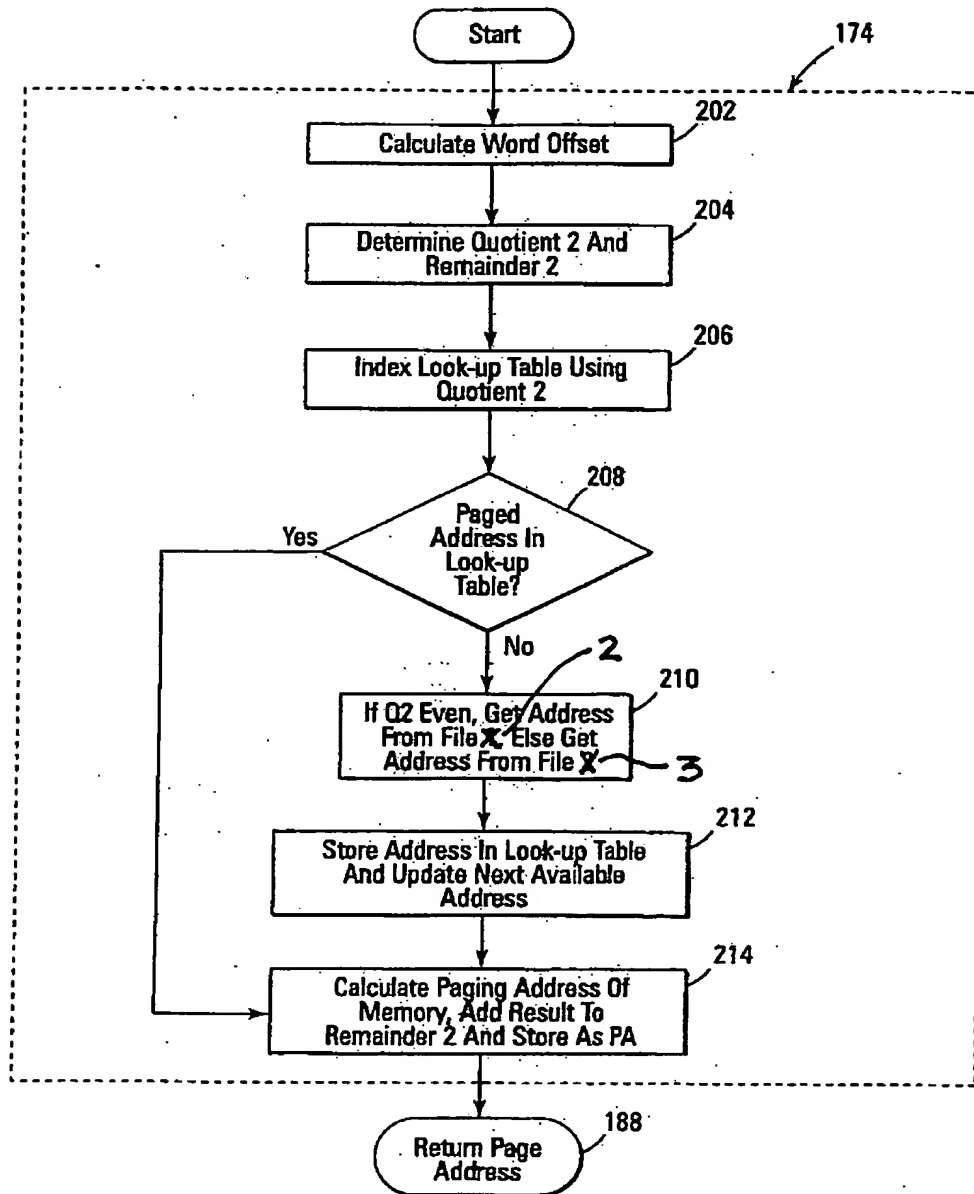 Start
174
202
Calculate Word Offset
204
Determine Quotient 2 And
Remainder 2
206
Index Look-up Table Using
Quotient 2
208
Paged
Address In
Look-up
Table?
Yes
No
2
210
If Q2 Even, Get Address
From File Else Get
Address From File
3
212
Store Address In Look-up Table
And Update Next Available
Address
214
Calculate Paging Address Of
Memory, Add Result To
Remainder 2 And Store As PA
188
Return Page
Address